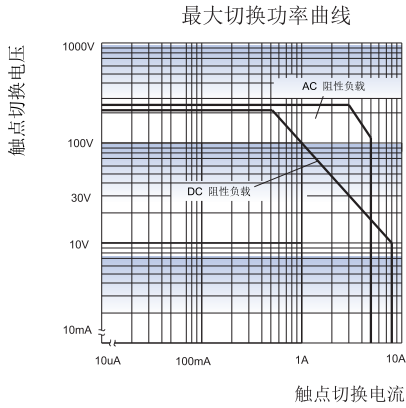 最大切换功率曲线
触点切换电压
1000V
AC 阻性负载
100V
DC 阻性负载
30V
10V
10mA
10uA
100mA
1A
10A
触点切换电流